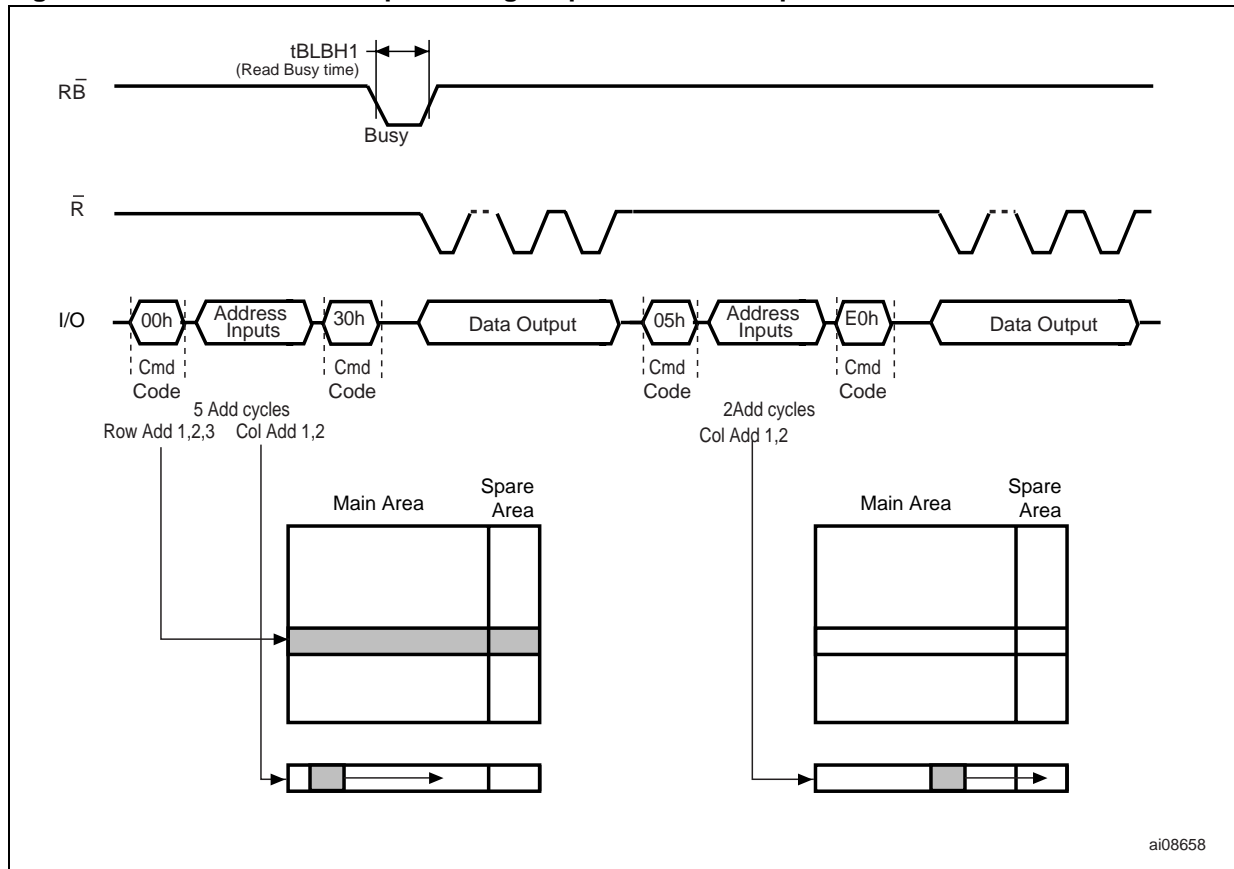 tBLBH1
(Read Busy time)
RB̅
Busy
R̅
I/O
00h
Address
Inputs
30h
Data Output
05h
Address
Inputs
E0h
Data Output
Cmd
Code
Cmd
Code
Cmd
Code
Cmd
Code
5 Add cycles
Row Add 1,2,3 Col Add 1,2
2Add cycles
Col Add 1,2
Main Area
Spare
Area
Main Area
Spare
Area
ai08658